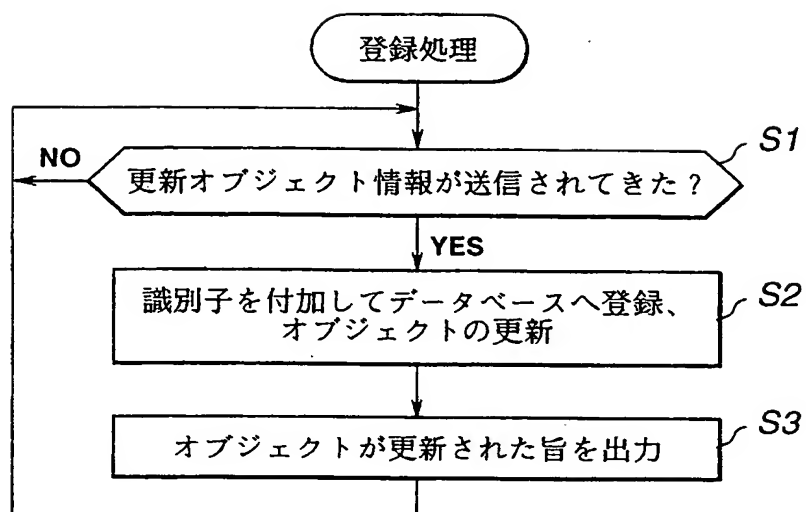 登録処理
S1
NO
更新オブジェクト情報が送信されてきた?
YES
識別子を付加してデータベースへ登録、
オブジェクトの更新
S2
オブジェクトが更新された旨を出力
S3